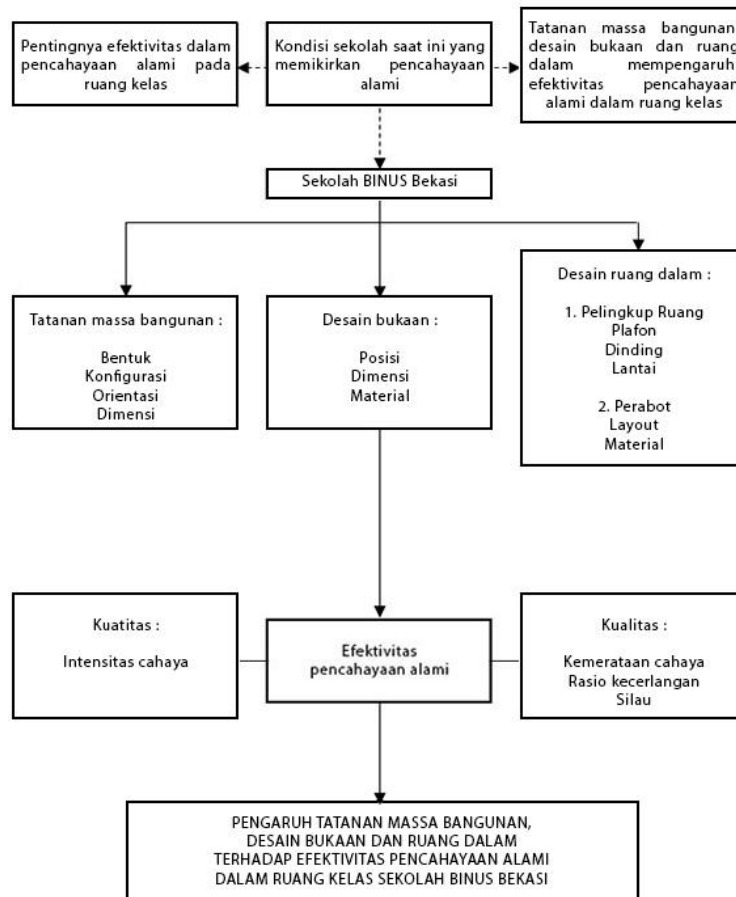 Pentingnya efektivitas dalam
pencahayaan alami pada
ruang kelas
Kondisi sekolah saat ini yang
memikirkan pencahayaan
alami
Tatanan massa bangunan,
desain bukaan dan ruang
dalam mempengaruhi
efektivitas pencahayaan
alami dalam ruang kelas
Sekolah BINUS Bekasi
Tatanan massa bangunan :
Bentuk
Konfigurasi
Orientasi
Dimensi
Desain bukaan :
Posisi
Dimensi
Material
Desain ruang dalam :
1. Pelingkup Ruang
Plafon
Dinding
Lantai
2. Perabot
Layout
Material
Kuatitas :
Intensitas cahaya
Efektivitas
pencahayaan alami
Kualitas :
Kemerataan cahaya
Rasio kecerlangan
Silau
PENGARUH TATANAN MASSA BANGUNAN,
DESAIN BUKAAN DAN RUANG DALAM
TERHADAP EFEKTIVITAS PENCAHAYAAN ALAMI
DALAM RUANG KELAS SEKOLAH BINUS BEKASI